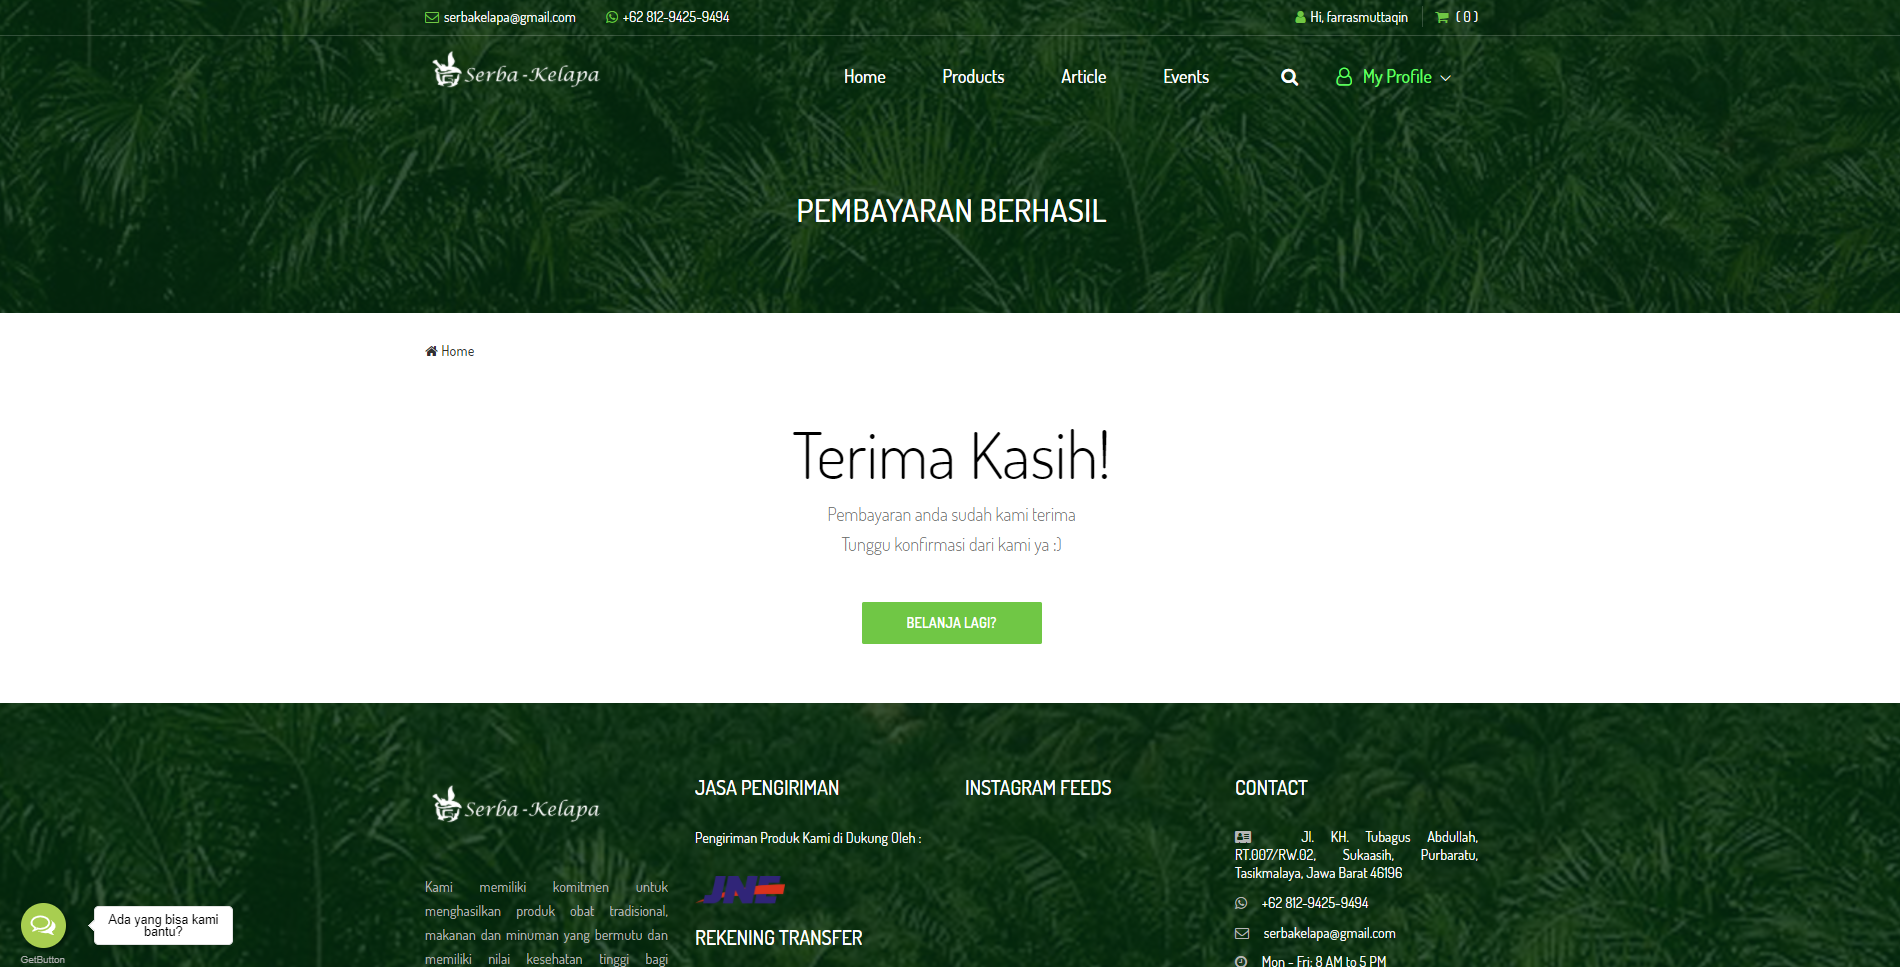 serbakelapa@gmail.com +62 812-9425-9494 Hi, farrasmuttaqin ( 0 )
Serba-Kelapa Home Products Article Events My Profile
PEMBAYARAN BERHASIL
Home
Terima Kasih!
Pembayaran anda sudah kami terima
Tunggu konfirmasi dari kami ya :)
BELANJA LAGI?
Serba-Kelapa
Kami memiliki komitmen untuk
menghasilkan produk obat tradisional,
makanan dan minuman yang bermutu dan
memiliki nilai kesehatan tinggi bagi
JASA PENGIRIMAN
Pengiriman Produk Kami di Dukung Oleh :
JNE
REKENING TRANSFER
INSTAGRAM FEEDS
CONTACT
Jl. KH. Tubagus Abdullah,
RT.007/RW.02, Sukaasih, Purbaratu,
Tasikmalaya, Jawa Barat 46196
+62 812-9425-9494
serbakelapa@gmail.com
Mon - Fri: 8 AM to 5 PM
Ada yang bisa kami
bantu?
GetButton